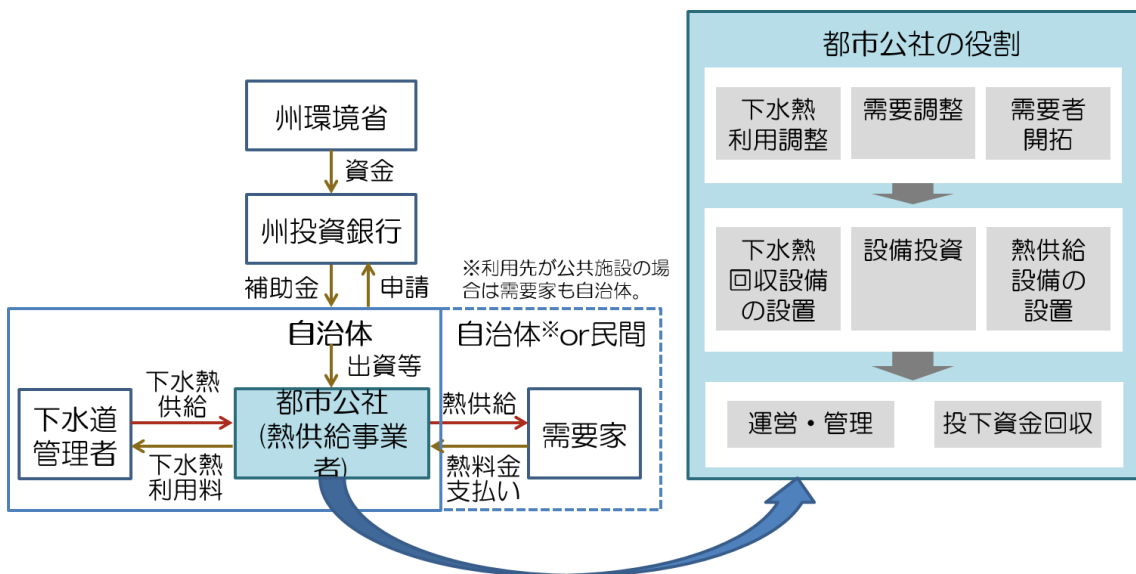 州環境省
資金
州投資銀行
補助金
申請
※利用先が公共施設の場
合は需要家も自治体。
自治体
自治体※or民間
出資等
下水道
管理者
下水熱
供給
下水熱
利用料
都市公社
(熱供給事業
者)
熱供給
熱料金
支払い
需要家
都市公社の役割
下水熱
利用調整
需要調整
需要者
開拓
下水熱
回収設備
の設置
設備投資
熱供給
設備の
設置
運営・管理
投下資金回収